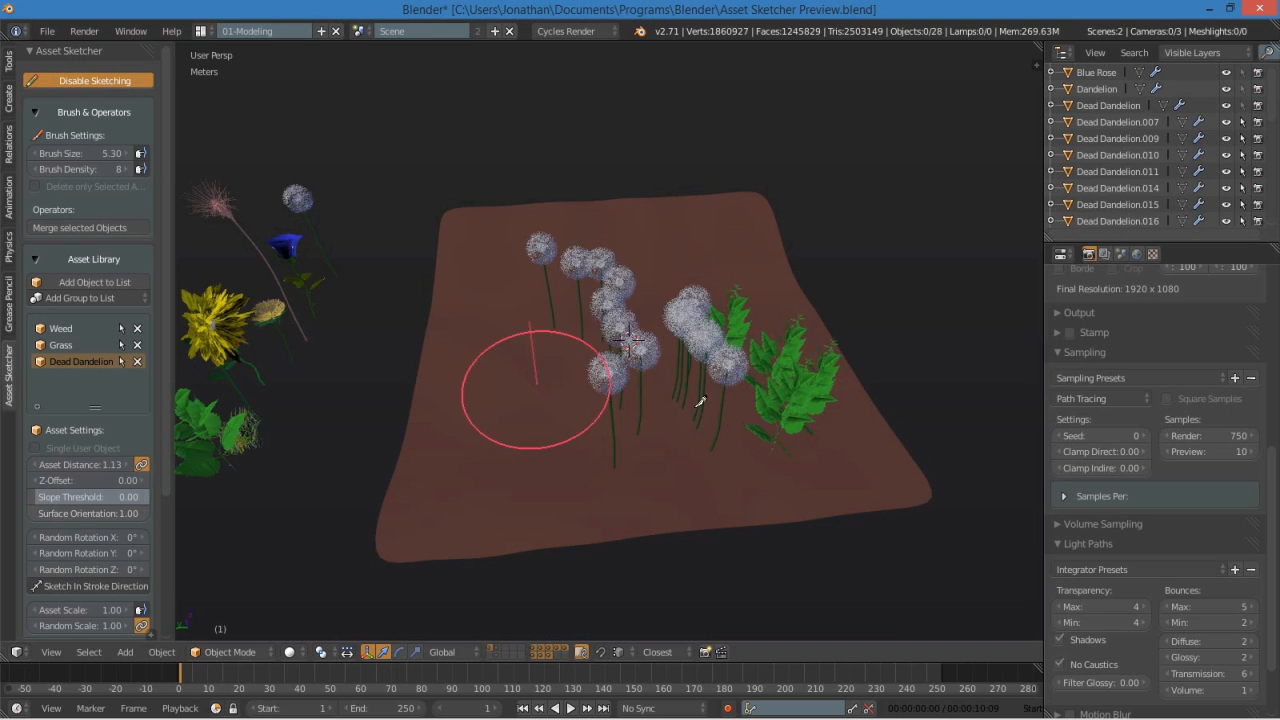 Blender* [C:\Users\Jonathan\Documents\Programs\Blender\Asset Sketcher Preview.blend]
File Render Window Help 01-Modeling Scene 2 Cycles Render v2.71 | Verts:1860927 | Faces:1245829 | Tris:2503149 | Objects:0/28 | Lamps:0/0 | Mem:269.63M Scenes:2 | Cameras:0/3 | Meshlights:0/0
Asset Sketcher
Disable Sketching
Brush & Operators
Brush Settings:
Brush Size: 5.30
Brush Density: 8
Delete only Selected A...
Operators:
Merge selected Objects
Asset Library
Add Object to List
Add Group to List
Weed
Grass
Dead Dandelion
Asset Settings:
Single User Object
Asset Distance: 1.13
Z-Offset: 0.00
Slope Threshold: 0.00
Surface Orientation: 1.00
Random Rotation X: 0°
Random Rotation Y: 0°
Random Rotation Z: 0°
Sketch In Stroke Direction
Asset Scale: 1.00
Random Scale: 1.00
Tools
Create
Relations
Animation
Physics
Grease Pencil
Asset Sketcher
User Persp
Meters
(1)
View Search Visible Layers
Blue Rose
Dandelion
Dead Dandelion
Dead Dandelion.007
Dead Dandelion.009
Dead Dandelion.010
Dead Dandelion.011
Dead Dandelion.014
Dead Dandelion.015
Dead Dandelion.016
Borde Crop 100 100
Final Resolution: 1920 x 1080
Output
Stamp
Sampling
Sampling Presets
Path Tracing Square Samples
Settings: Samples:
Seed: 0 Render: 750
Clamp Direct: 0.00 Preview: 10
Clamp Indire: 0.00
Samples Per:
Volume Sampling
Light Paths
Integrator Presets
Transparency: Bounces:
Max: 4 Max: 5
Min: 4 Min: 2
Shadows Diffuse: 2
Glossy: 2
No Caustics Transmission: 6
Filter Glossy: 0.00 Volume: 1
Motion Blur
View Select Add Object Object Mode Global Closest
-50 -40 -30 -20 -10 0 10 20 30 40 50 60 70 80 90 100 110 120 130 140 150 160 170 180 190 200 210 220 230 240 250 260 270 280
View Marker Frame Playback Start: 1 End: 250 1 No Sync 00:00:00:00 / 00:00:10:09